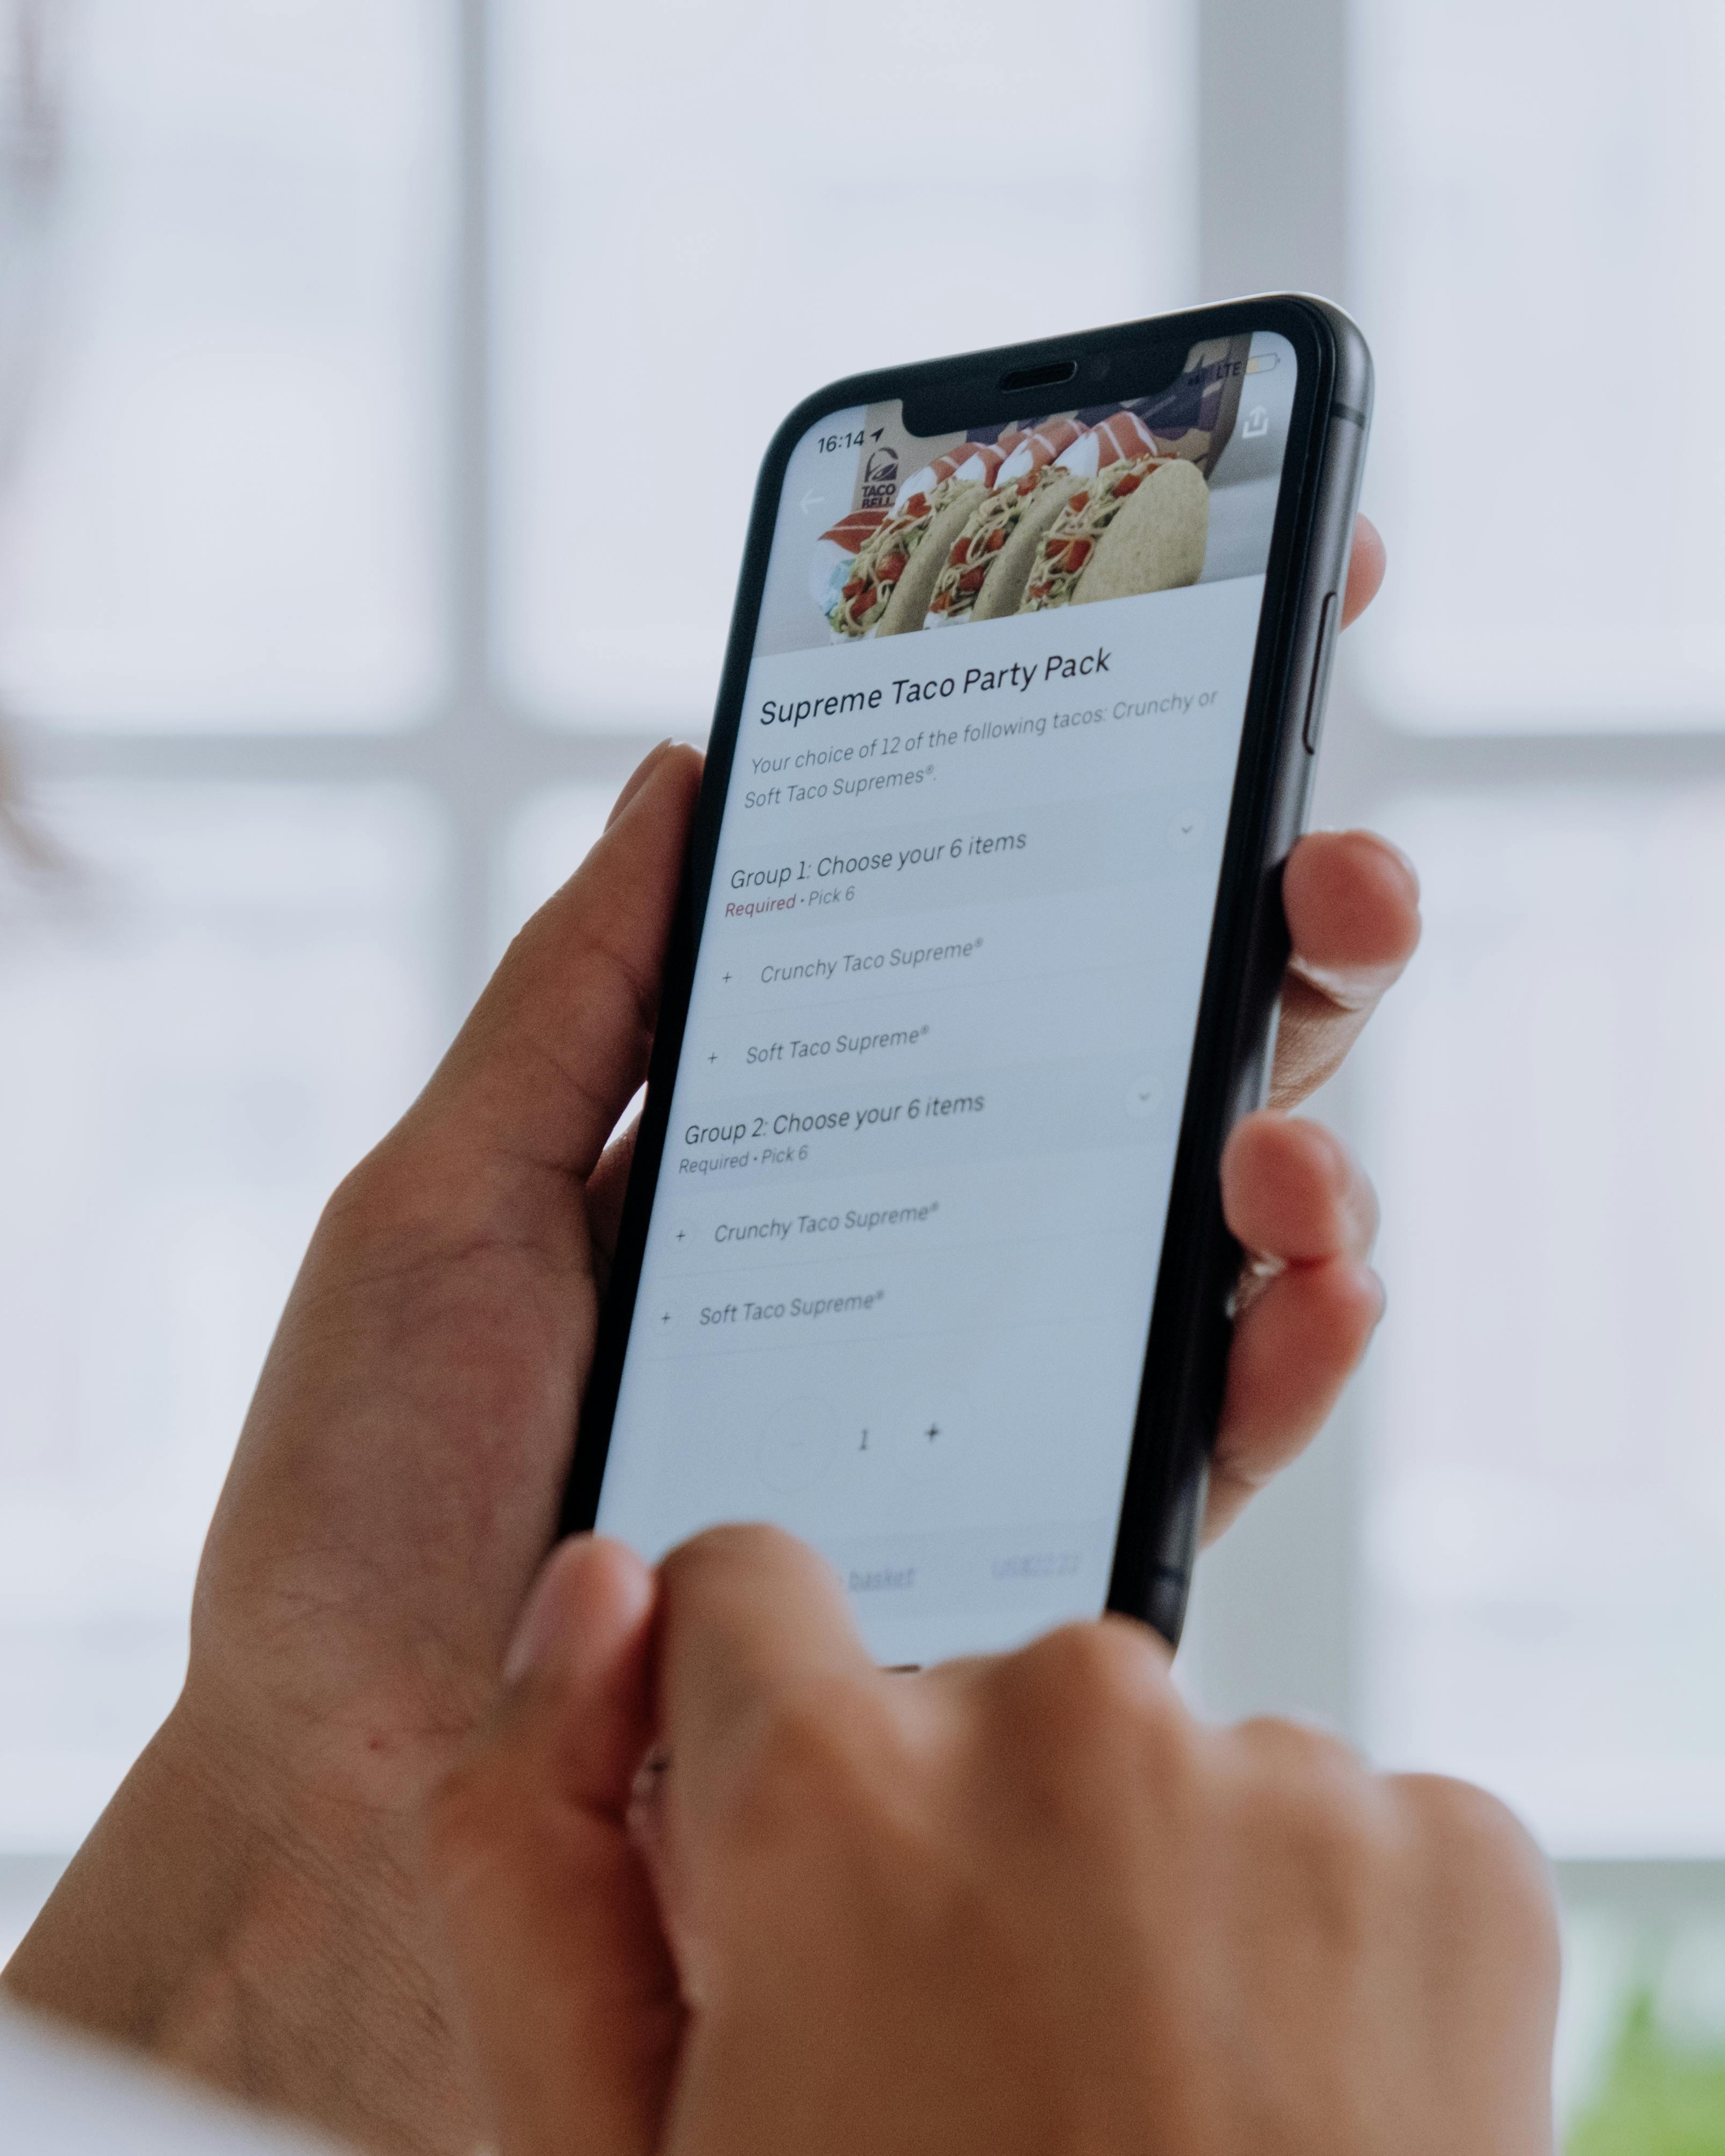 16:14
LTE
TACO
BELL
Supreme Taco Party Pack
Your choice of 12 of the following tacos: Crunchy or
Soft Taco Supremes®.
Group 1: Choose your 6 items
Required • Pick 6
+ Crunchy Taco Supreme®
+ Soft Taco Supreme®
Group 2: Choose your 6 items
Required • Pick 6
+ Crunchy Taco Supreme®
+ Soft Taco Supreme®
- 1 +
basket